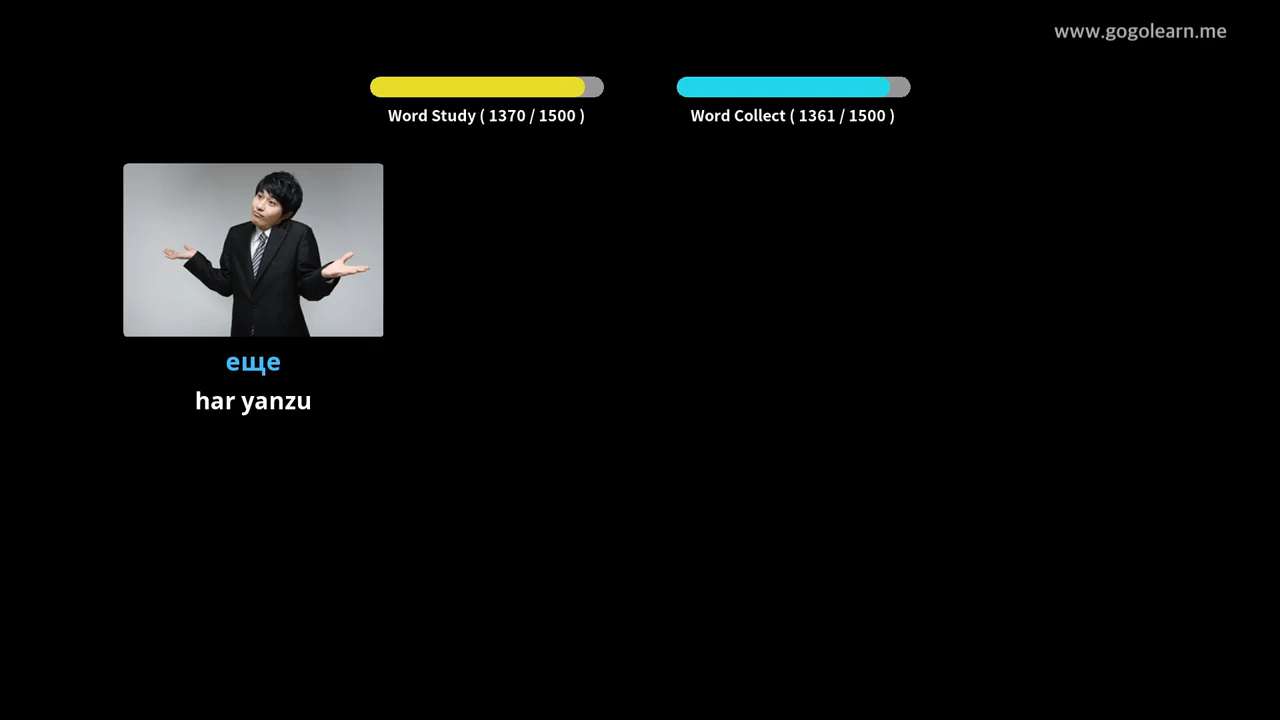 www.gogolearn.me
Word Study ( 1370 / 1500 )
Word Collect ( 1361 / 1500 )
еще
har yanzu